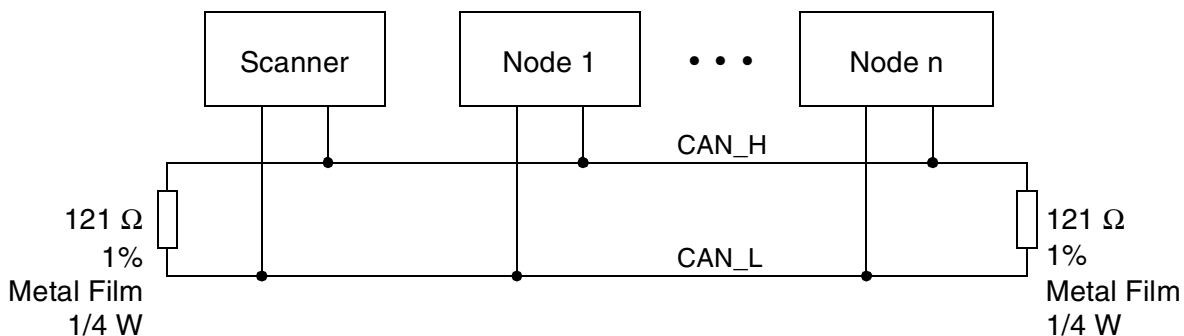 Scanner
Node 1
• • •
Node n
CAN_H
121 Ω
1%
Metal Film
1/4 W
CAN_L
121 Ω
1%
Metal Film
1/4 W